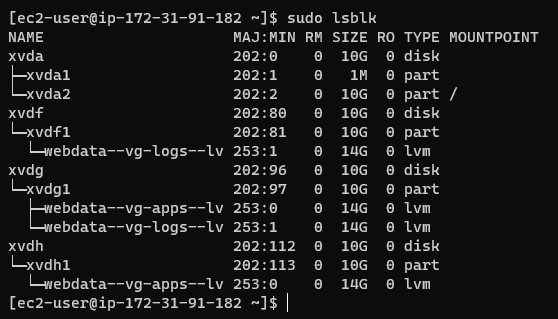 [ec2-user@ip-172-31-91-182 ~]$ sudo lsblk
NAME                     MAJ:MIN RM SIZE RO TYPE MOUNTPOINT
xvda                     202:0    0  10G  0 disk
├─xvda1                  202:1    0   1M  0 part
└─xvda2                  202:2    0  10G  0 part /
xvdf                     202:80   0  10G  0 disk
└─xvdf1                  202:81   0  10G  0 part
  └─webdata--vg-logs--lv 253:1    0  14G  0 lvm
xvdg                     202:96   0  10G  0 disk
└─xvdg1                  202:97   0  10G  0 part
  ├─webdata--vg-apps--lv 253:0    0  14G  0 lvm
  └─webdata--vg-logs--lv 253:1    0  14G  0 lvm
xvdh                     202:112  0  10G  0 disk
└─xvdh1                  202:113  0  10G  0 part
  └─webdata--vg-apps--lv 253:0    0  14G  0 lvm
[ec2-user@ip-172-31-91-182 ~]$